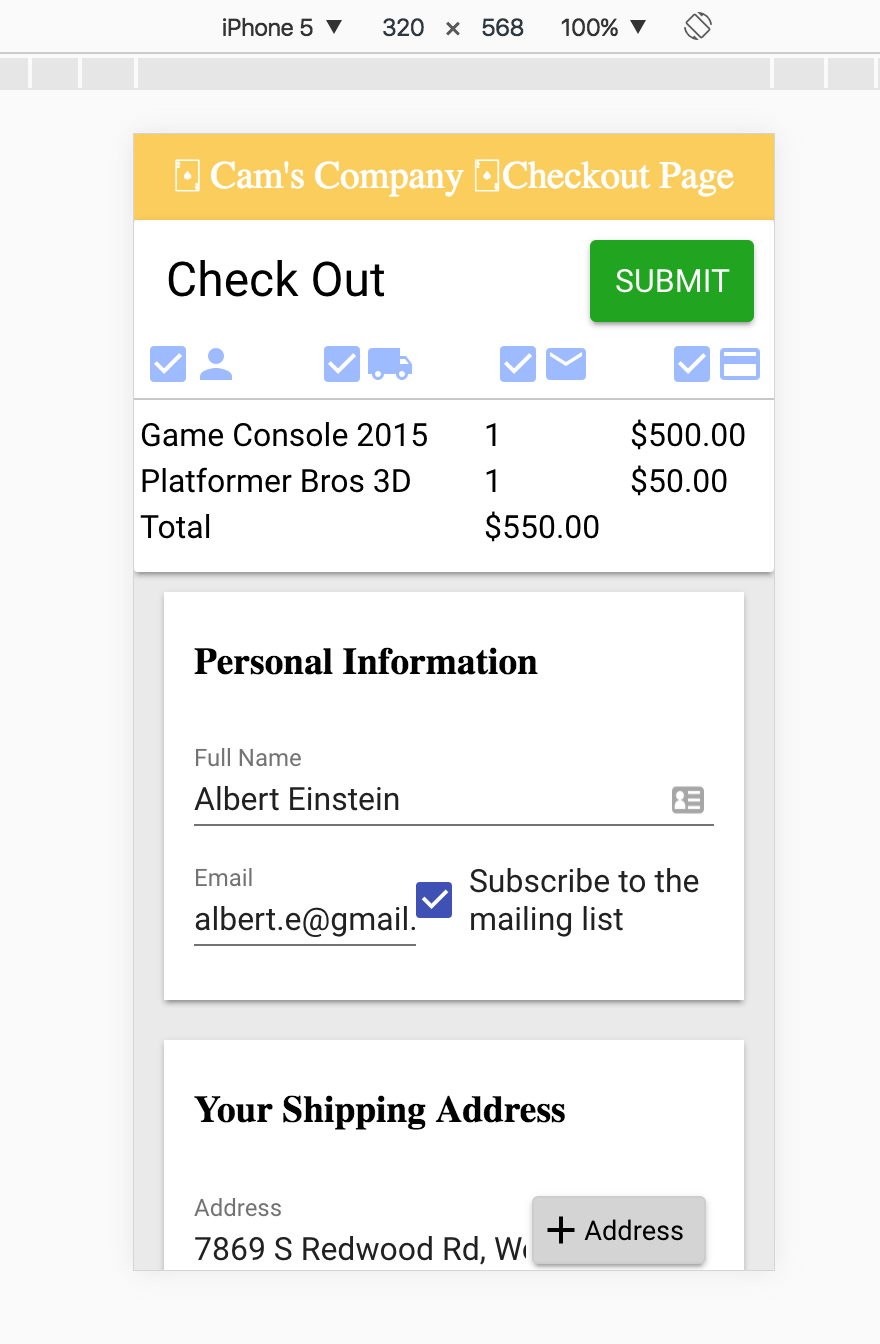 iPhone 5 ▼ 320 × 568 100% ▼
🂡 Cam's Company 🂡Checkout Page
Check Out
SUBMIT
Game Console 2015 1 $500.00
Platformer Bros 3D 1 $50.00
Total $550.00
Personal Information
Full Name
Albert Einstein
Email
albert.e@gmail.
Subscribe to the
mailing list
Your Shipping Address
Address
7869 S Redwood Rd, We
+ Address